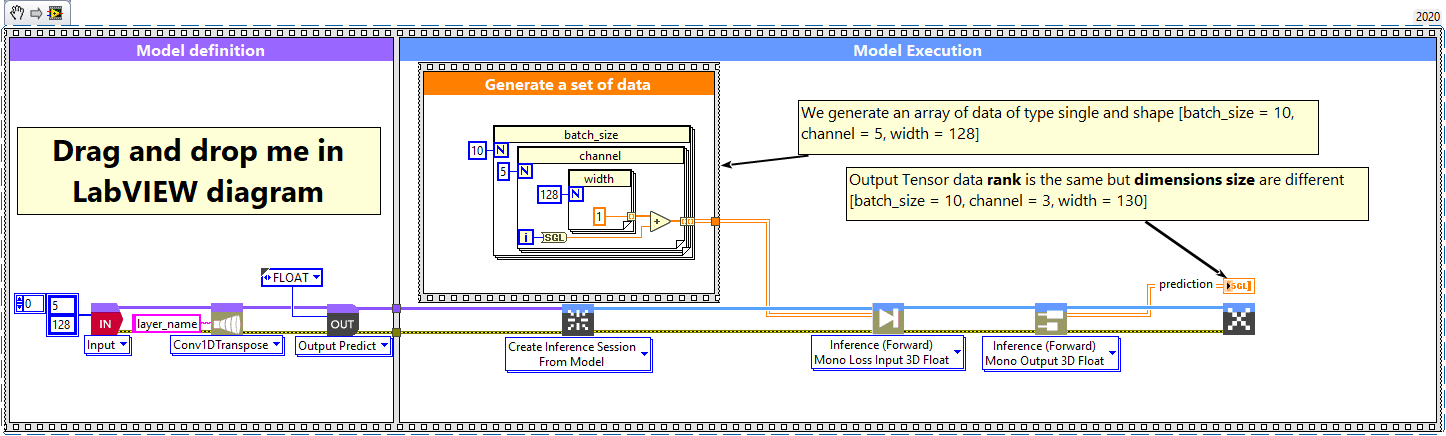 2020
Model definition
Model Execution
Generate a set of data
We generate an array of data of type single and shape [batch_size = 10,
channel = 5, width = 128]
batch_size
10
N
channel
5
N
width
128
N
1
i
SGL
+
Drag and drop me in
LabVIEW diagram
Output Tensor data rank is the same but dimensions size are different
[batch_size = 10, channel = 3, width = 130]
FLOAT
prediction
SGL
0
5
128
IN
layer_name
OUT
Input
Conv1DTranspose
Output Predict
Create Inference Session
From Model
Inference (Forward)
Mono Loss Input 3D Float
Inference (Forward)
Mono Output 3D Float